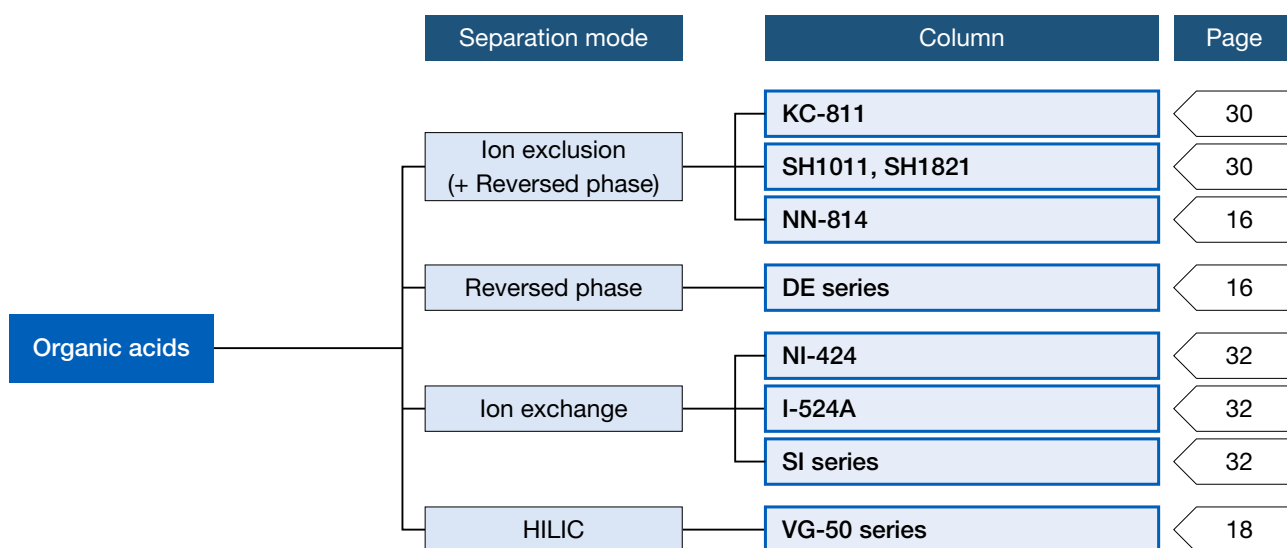 Separation mode
Column
Page
KC-811
30
Ion exclusion
(+ Reversed phase)
SH1011, SH1821
30
NN-814
16
Reversed phase
DE series
16
Organic acids
NI-424
32
Ion exchange
I-524A
32
SI series
32
HILIC
VG-50 series
18